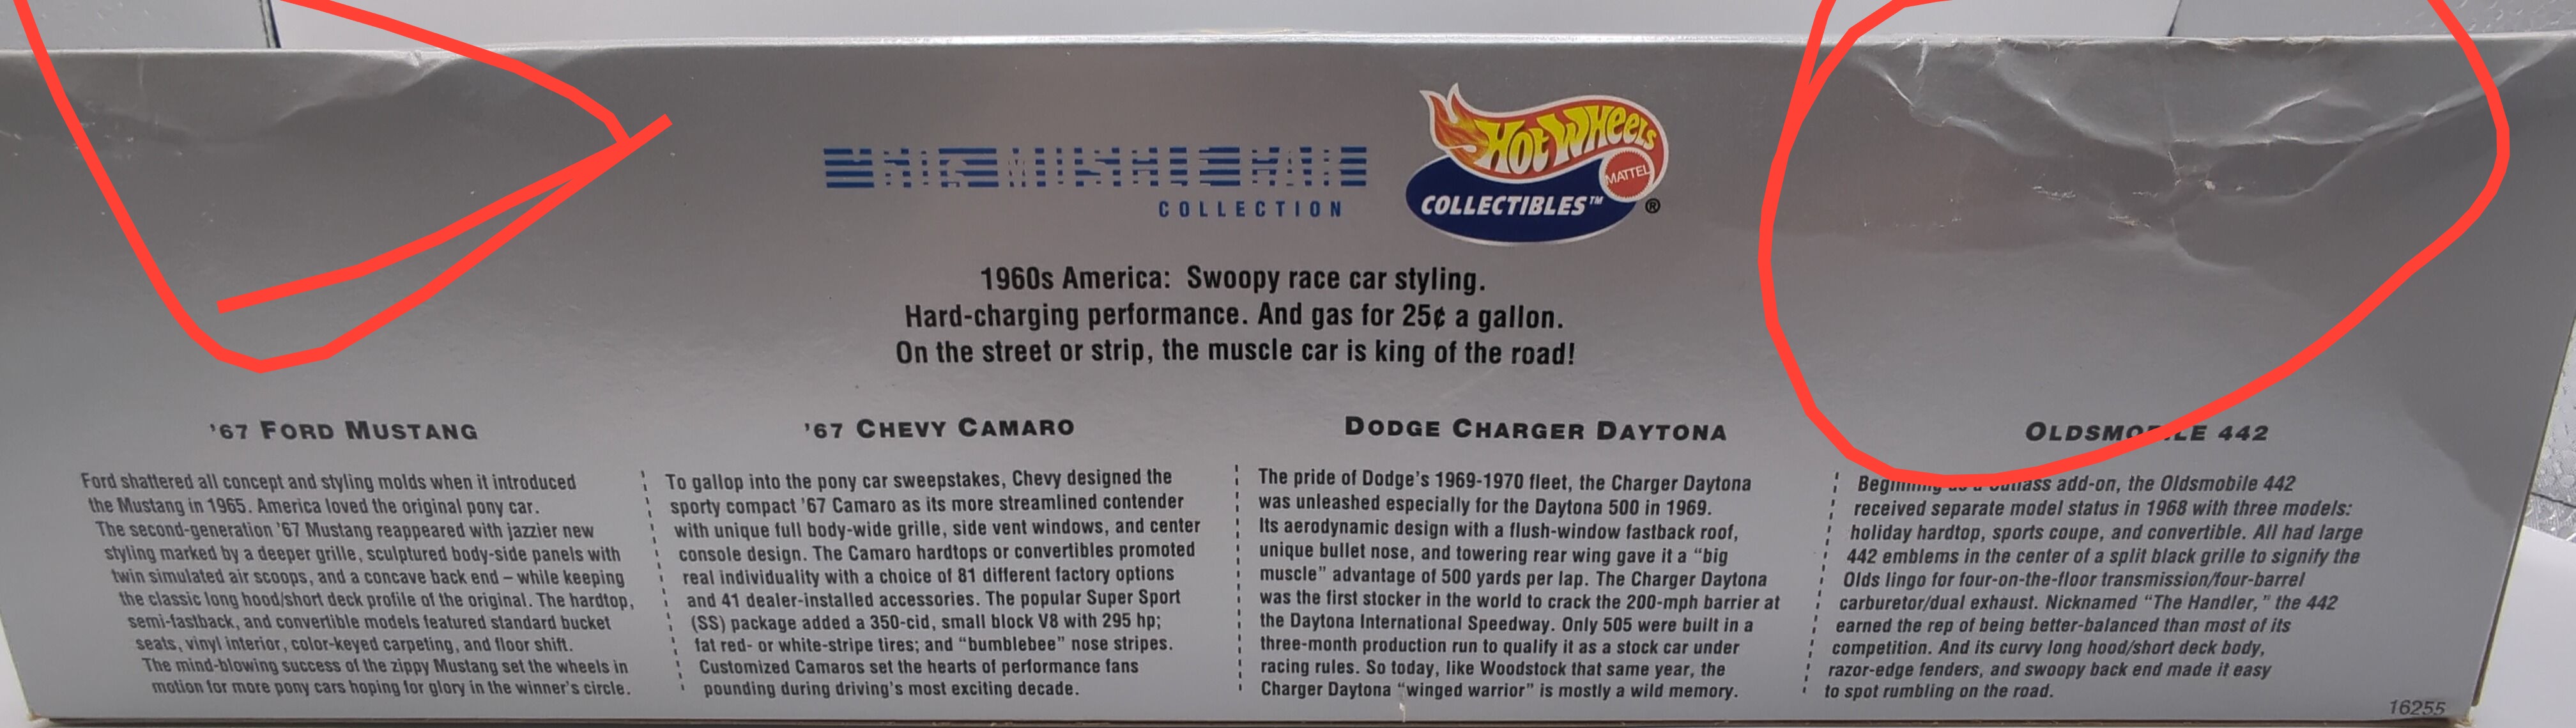 '60s MUSCLE CAR
COLLECTION
HOT WHEELS
MATTEL
COLLECTIBLES™
®
1960s America: Swoopy race car styling.
Hard-charging performance. And gas for 25¢ a gallon.
On the street or strip, the muscle car is king of the road!
'67 FORD MUSTANG
Ford shattered all concept and styling molds when it introduced
the Mustang in 1965. America loved the original pony car.
The second-generation '67 Mustang reappeared with jazzier new
styling marked by a deeper grille, sculptured body-side panels with
twin simulated air scoops, and a concave back end – while keeping
the classic long hood/short deck profile of the original. The hardtop,
semi-fastback, and convertible models featured standard bucket
seats, vinyl interior, color-keyed carpeting, and floor shift.
The mind-blowing success of the zippy Mustang set the wheels in
motion for more pony cars hoping for glory in the winner's circle.
'67 CHEVY CAMARO
To gallop into the pony car sweepstakes, Chevy designed the
sporty compact '67 Camaro as its more streamlined contender
with unique full body-wide grille, side vent windows, and center
console design. The Camaro hardtops or convertibles promoted
real individuality with a choice of 81 different factory options
and 41 dealer-installed accessories. The popular Super Sport
(SS) package added a 350-cid, small block V8 with 295 hp;
fat red- or white-stripe tires; and “bumblebee” nose stripes.
Customized Camaros set the hearts of performance fans
pounding during driving's most exciting decade.
DODGE CHARGER DAYTONA
The pride of Dodge's 1969-1970 fleet, the Charger Daytona
was unleashed especially for the Daytona 500 in 1969.
Its aerodynamic design with a flush-window fastback roof,
unique bullet nose, and towering rear wing gave it a “big
muscle” advantage of 500 yards per lap. The Charger Daytona
was the first stocker in the world to crack the 200-mph barrier at
the Daytona International Speedway. Only 505 were built in a
three-month production run to qualify it as a stock car under
racing rules. So today, like Woodstock that same year, the
Charger Daytona “winged warrior” is mostly a wild memory.
OLDSMOBILE 442
Beginning as a Cutlass add-on, the Oldsmobile 442
received separate model status in 1968 with three models:
holiday hardtop, sports coupe, and convertible. All had large
442 emblems in the center of a split black grille to signify the
Olds lingo for four-on-the-floor transmission/four-barrel
carburetor/dual exhaust. Nicknamed “The Handler,” the 442
earned the rep of being better-balanced than most of its
competition. And its curvy long hood/short deck body,
razor-edge fenders, and swoopy back end made it easy
to spot rumbling on the road.
16255